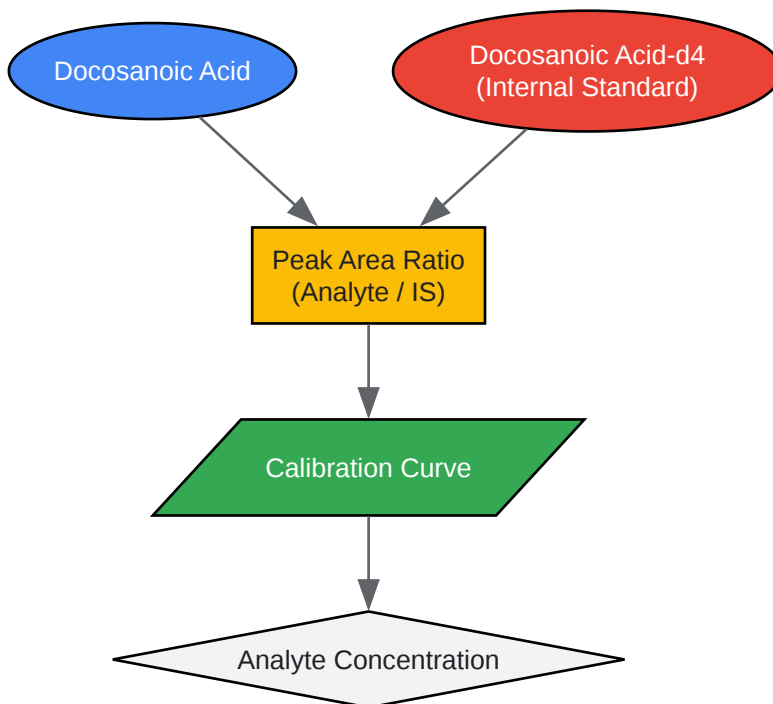 Docosanoic Acid
Docosanoic Acid-d4
(Internal Standard)
Peak Area Ratio
(Analyte / IS)
Calibration Curve
Analyte Concentration